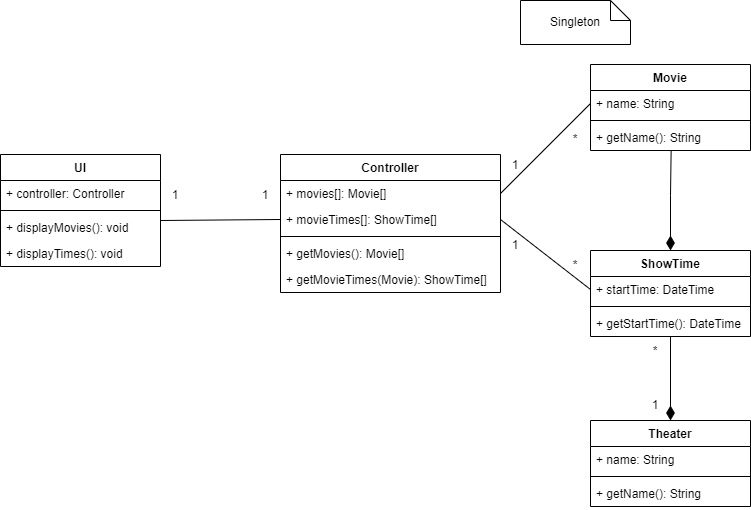 Singleton
Movie
+ name: String
+ getName(): String
UI
+ controller: Controller
+ displayMovies(): void
+ displayTimes(): void
1
1
Controller
+ movies[]: Movie[]
+ movieTimes[]: ShowTime[]
+ getMovies(): Movie[]
+ getMovieTimes(Movie): ShowTime[]
1
*
1
*
ShowTime
+ startTime: DateTime
+ getStartTime(): DateTime
*
1
Theater
+ name: String
+ getName(): String